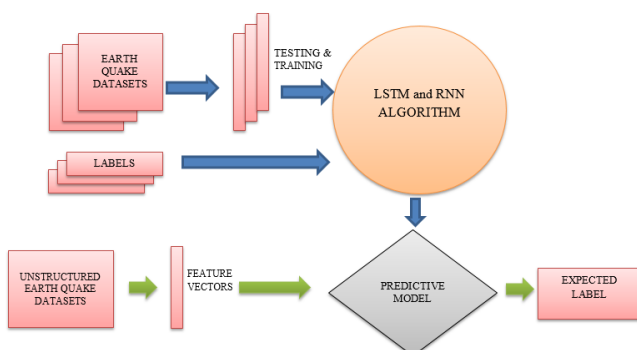 EARTH
QUAKE
DATASETS
TESTING &
TRAINING
LSTM and RNN
ALGORITHM
LABELS
UNSTRUCTURED
EARTH QUAKE
DATASETS
FEATURE
VECTORS
PREDICTIVE
MODEL
EXPECTED
LABEL